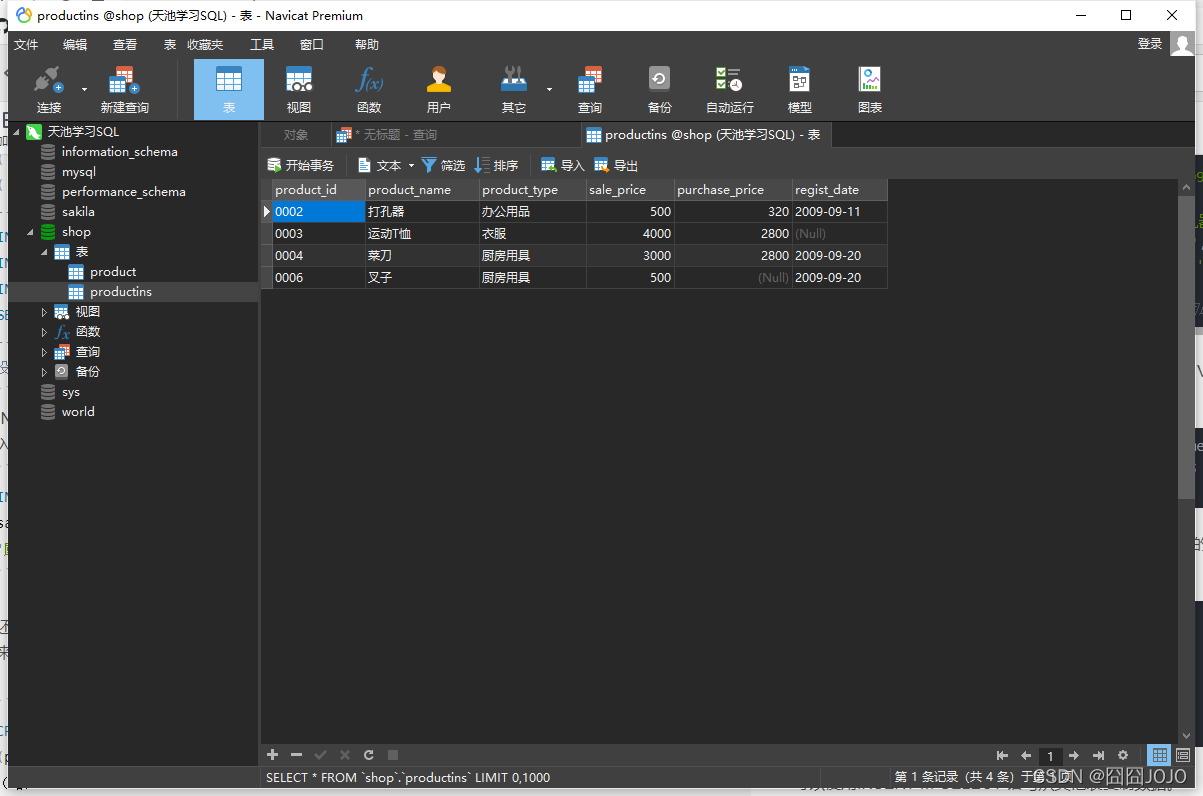 productins @shop (天池学习SQL) - 表 - Navicat Premium
文件 编辑 查看 表 收藏夹 工具 窗口 帮助 登录
连接 新建查询 表 视图 函数 用户 其它 查询 备份 自动运行 模型 图表
天池学习SQL
information_schema
mysql
performance_schema
sakila
shop
表
product
productins
视图
函数
查询
备份
sys
world
对象 * 无标题 - 查询 productins @shop (天池学习SQL) - 表
开始事务 文本 筛选 排序 导入 导出
product_id product_name product_type sale_price purchase_price regist_date
0002 打孔器 办公用品 500 320 2009-09-11
0003 运动T恤 衣服 4000 2800 (Null)
0004 菜刀 厨房用具 3000 2800 2009-09-20
0006 叉子 厨房用具 500 (Null) 2009-09-20
1
SELECT * FROM `shop`.`productins` LIMIT 0,1000 第 1 条记录 (共 4 条) 于第 1 页
CSDN @囧囧JOJO